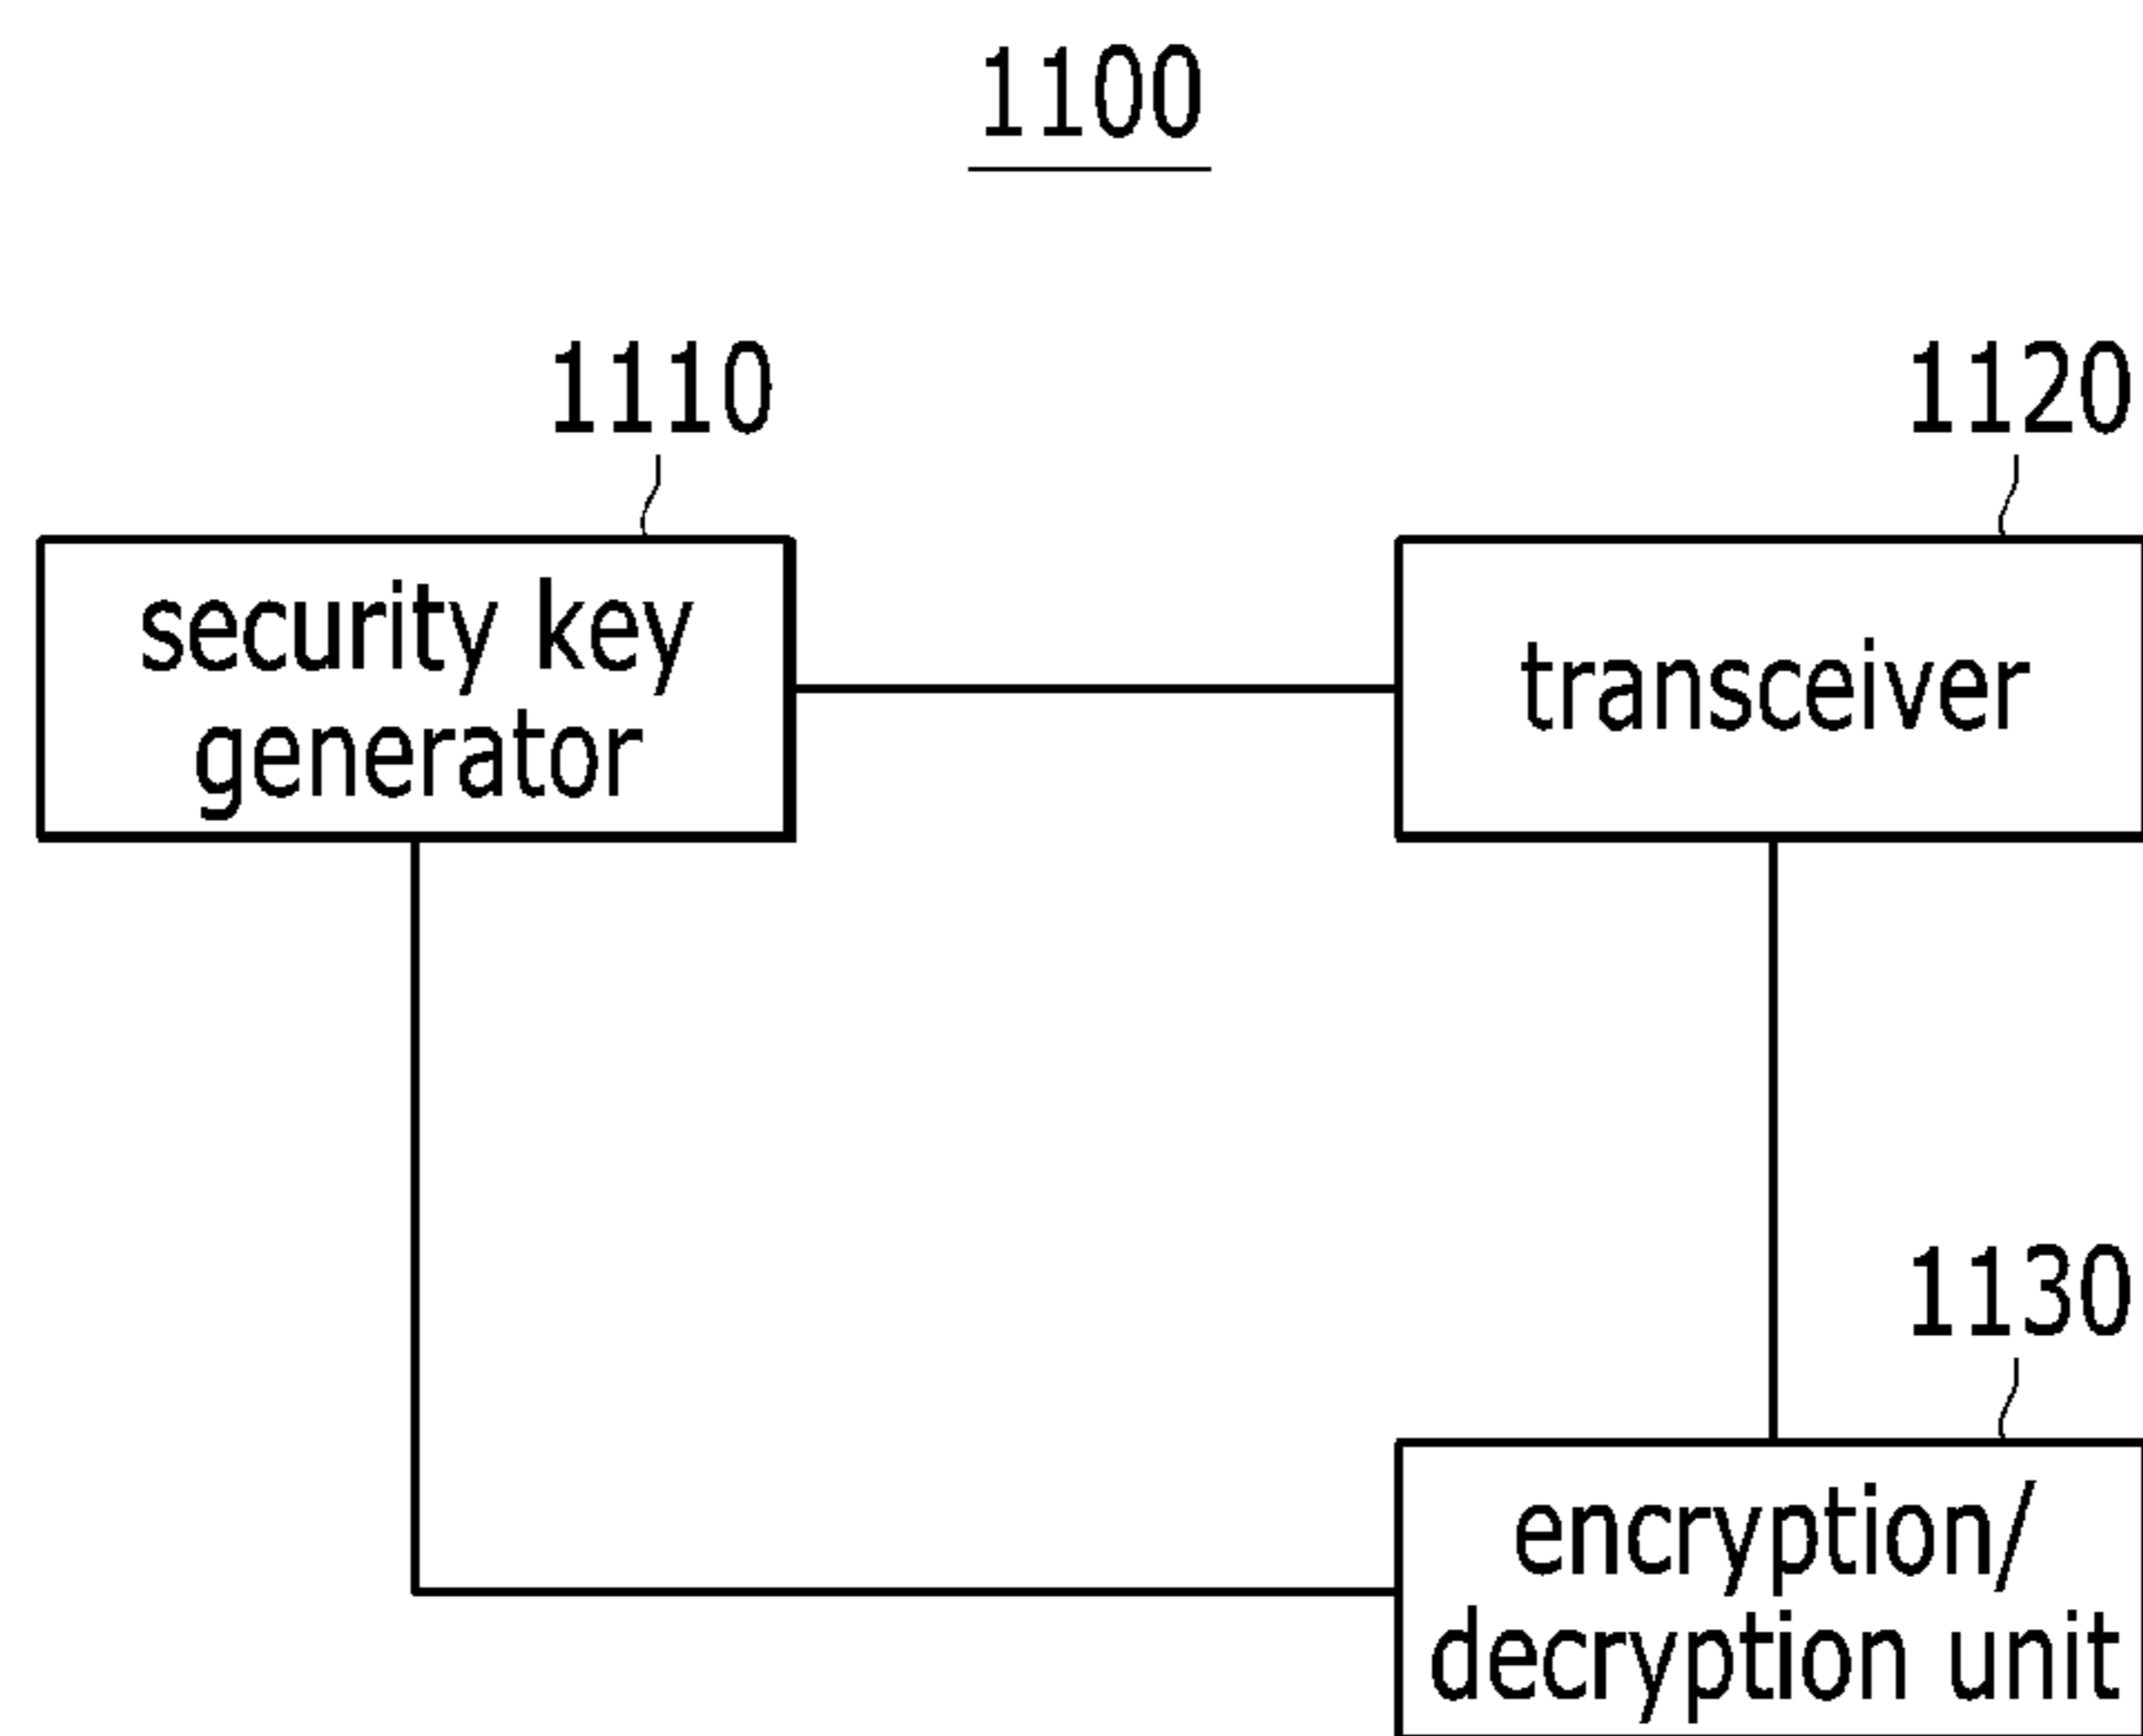 1100
1110
1120
security key
generator
transceiver
1130
encryption/
decryption unit